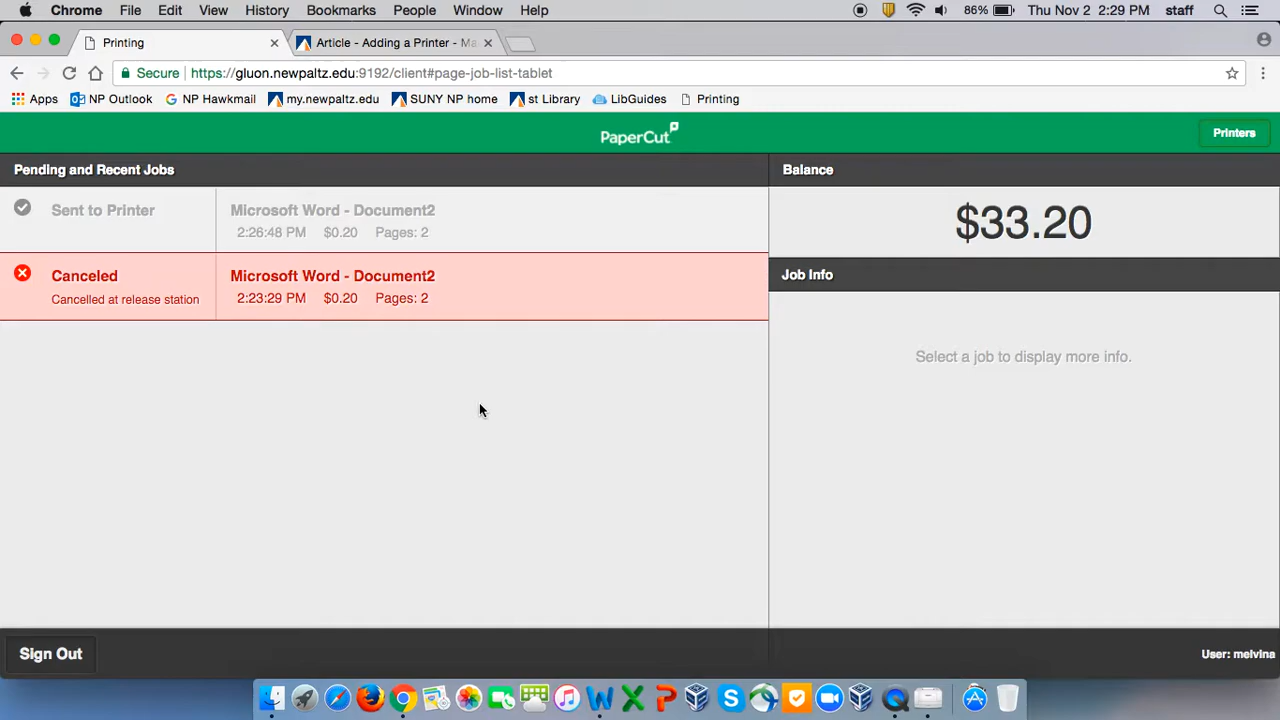 Chrome File Edit View History Bookmarks People Window Help 86% Thu Nov 2 2:29 PM staff
Printing Article - Adding a Printer - Ma
Secure https://gluon.newpaltz.edu:9192/client#page-job-list-tablet
Apps NP Outlook NP Hawkmail my.newpaltz.edu SUNY NP home st Library LibGuides Printing
PaperCut Printers
Pending and Recent Jobs
Sent to Printer Microsoft Word - Document2
2:26:48 PM $0.20 Pages: 2
Canceled Microsoft Word - Document2
Cancelled at release station 2:23:29 PM $0.20 Pages: 2
Balance
$33.20
Job Info
Select a job to display more info.
Sign Out User: melvina